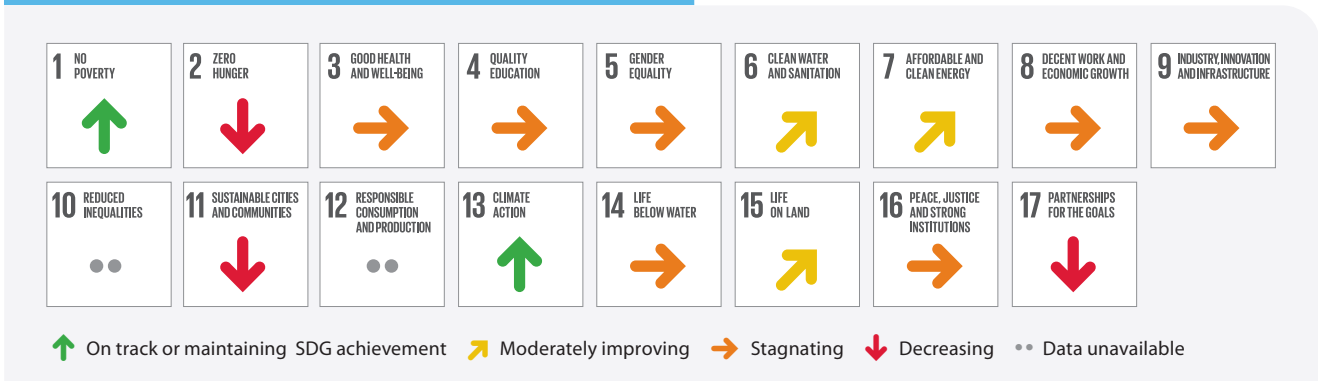 1 NO
POVERTY
2 ZERO
HUNGER
3 GOOD HEALTH
AND WELL-BEING
4 QUALITY
EDUCATION
5 GENDER
EQUALITY
6 CLEAN WATER
AND SANITATION
7 AFFORDABLE AND
CLEAN ENERGY
8 DECENT WORK AND
ECONOMIC GROWTH
9 INDUSTRY, INNOVATION
AND INFRASTRUCTURE
10 REDUCED
INEQUALITIES
11 SUSTAINABLE CITIES
AND COMMUNITIES
12 RESPONSIBLE
CONSUMPTION
AND PRODUCTION
13 CLIMATE
ACTION
14 LIFE
BELOW WATER
15 LIFE
ON LAND
16 PEACE, JUSTICE
AND STRONG
INSTITUTIONS
17 PARTNERSHIPS
FOR THE GOALS
On track or maintaining SDG achievement Moderately improving Stagnating Decreasing Data unavailable